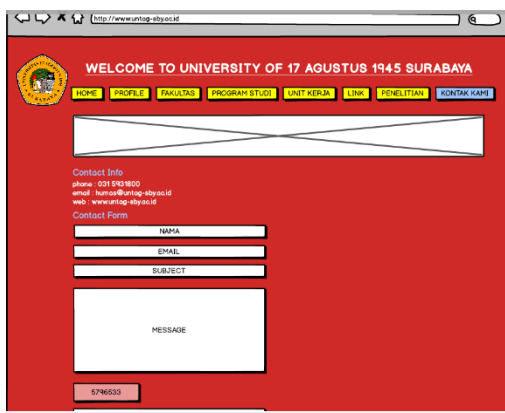 http://www.untag-sby.ac.id
WELCOME TO UNIVERSITY OF 17 AGUSTUS 1945 SURABAYA
HOME PROFILE FAKULTAS PROGRAM STUDI UNIT KERJA LINK PENELITIAN KONTAK KAMI
Contact Info
phone : 031 5931800
email : humas@untag-sby.ac.id
web : www.untag-sby.ac.id
Contact Form
NAMA
EMAIL
SUBJECT
MESSAGE
5796533